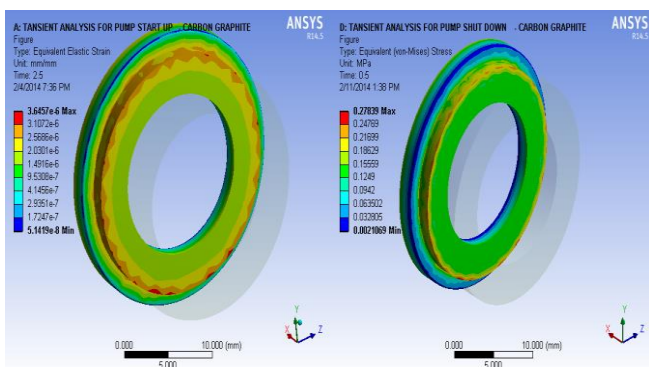 A: TANSIENT ANALYSIS FOR PUMP START UP - CARBON GRAPHITE
Figure
Type: Equivalent Elastic Strain
Unit: mm/mm
Time: 2.5
2/4/2014 7:36 PM
ANSYS
R14.5
3.6457e-6 Max
3.1072e-6
2.5686e-6
2.0301e-6
1.4916e-6
9.5308e-7
4.1456e-7
2.9351e-7
1.7247e-7
5.1419e-8 Min
0.000
10.000 (mm)
5.000
X
Y
Z
D: TANSIENT ANALYSIS FOR PUMP SHUT DOWN - CARBON GRAPHITE
Figure
Type: Equivalent (von-Mises) Stress
Unit: MPa
Time: 0.5
2/11/2014 1:38 PM
ANSYS
R14.5
0.27839 Max
0.24769
0.21699
0.18629
0.15559
0.1249
0.0942
0.063502
0.032805
0.0021069 Min
0.000
10.000 (mm)
5.000
X
Y
Z